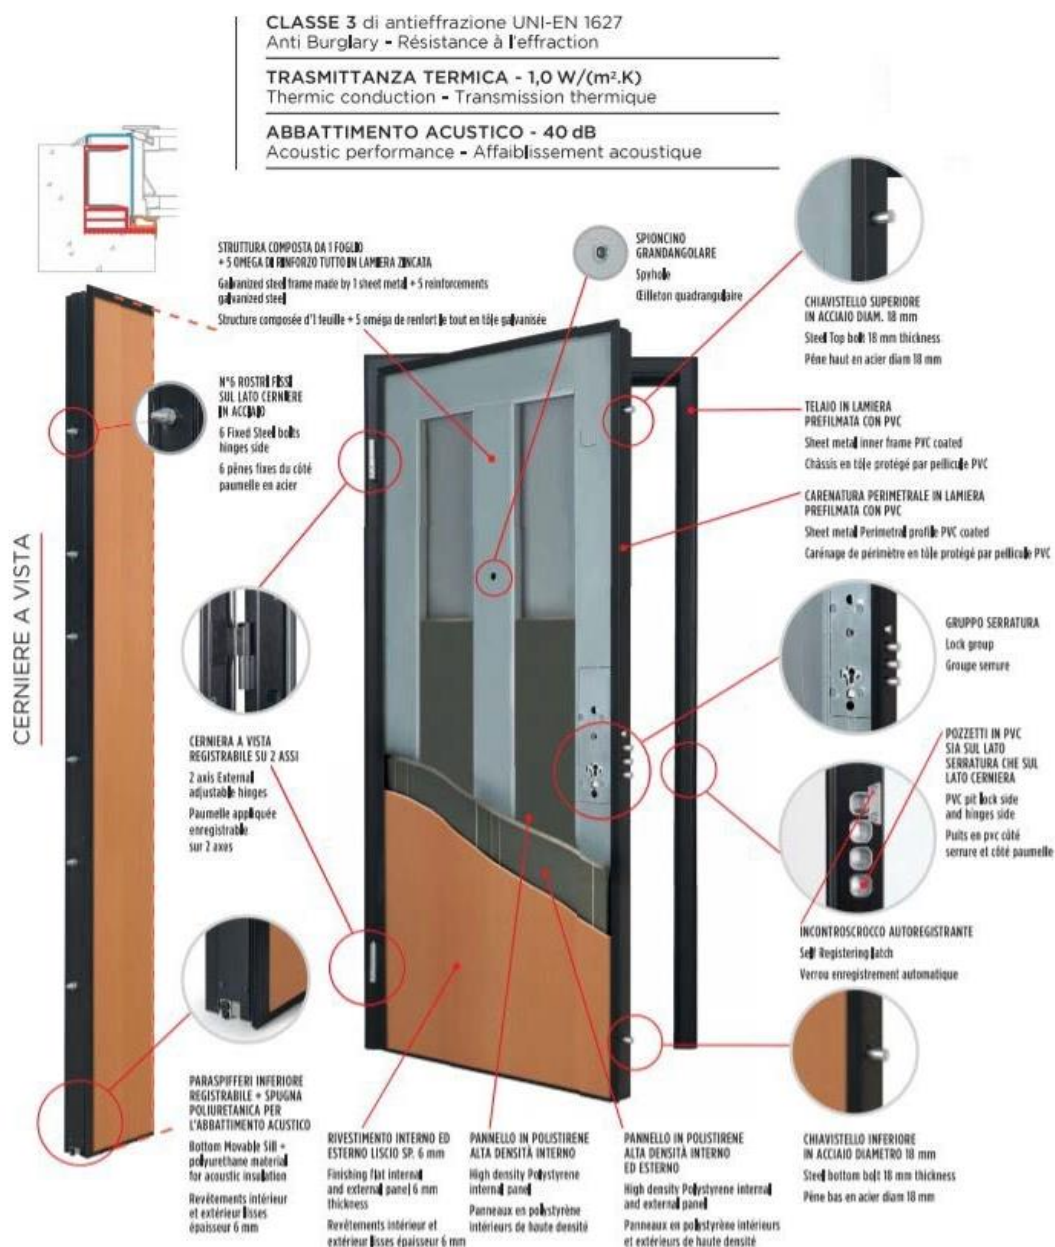 CLASSE 3 di antieffrazione UNI-EN 1627
Anti Burglary - Résistance à l'effraction
TRASMITTANZA TERMICA - 1,0 W/(m².K)
Thermic conduction - Transmission thermique
ABBATTIMENTO ACUSTICO - 40 dB
Acoustic performance - Affaiblissement acoustique
STRUTTURA COMPOSTA DA 1 FOGLIO
+ 5 OMEGA DI RINFORZO TUTTO IN LAMIERA ZINCATA
Galvanized steel frame made by 1 sheet metal + 5 reinforcements
galvanized steel
Structure composée d'1 feuille + 5 oméga de renfort le tout en tôle galvanisée
SPIONCINO
GRANDANGOLARE
Spyhole
Œilleton quadrangulaire
CHIAVISTELLO SUPERIORE
IN ACCIAIO DIAM. 18 mm
Steel Top bolt 18 mm thickness
Pêne haut en acier diam 18 mm
N°6 ROSTRI FISSI
SUL LATO CERNIERE
IN ACCIAIO
6 Fixed Steel bolts
hinges side
6 pênes fixes du côté
paumelle en acier
TELAIO IN LAMIERA
PREFILMATA CON PVC
Sheet metal inner frame PVC coated
Châssis en tôle protégé par pellicule PVC
CARENATURA PERIMETRALE IN LAMIERA
PREFILMATA CON PVC
Sheet metal Perimetral profile PVC coated
Carénage de périmètre en tôle protégé par pellicule PVC
CERNIERE A VISTA
GRUPPO SERRATURA
Lock group
Groupe serrure
CERNIERA A VISTA
REGISTRABILE SU 2 ASSI
2 axis External
adjustable hinges
Paumelle appliquée
enregistrable
sur 2 axes
POZZETTI IN PVC
SIA SUL LATO
SERRATURA CHE SUL
LATO CERNIERA
PVC pit lock side
and hinges side
Puits en pvc côté
serrure et côté paumelle
INCONTROSCROCCO AUTOREGISTRANTE
Self Registering latch
Verrou enregistrement automatique
PARASPIFFERI INFERIORE
REGISTRABILE + SPUGNA
POLIURETANICA PER
L'ABBATTIMENTO ACUSTICO
Bottom Movable Sill +
polyurethane material
for acoustic insulation
Revêtements intérieur
et extérieur lisses
épaisseur 6 mm
RIVESTIMENTO INTERNO ED
ESTERNO LISCIO SP. 6 mm
Finishing flat internal
and external panel 6 mm
thickness
Revêtements intérieur et
extérieur lisses épaisseur 6 mm
PANNELLO IN POLISTIRENE
ALTA DENSITÀ INTERNO
High density Polystyrene
internal panel
Panneaux en polystyrène
intérieurs de haute densité
PANNELLO IN POLISTIRENE
ALTA DENSITÀ INTERNO
ED ESTERNO
High density Polystyrene internal
and external panel
Panneaux en polystyrène intérieurs
et extérieurs de haute densité
CHIAVISTELLO INFERIORE
IN ACCIAIO DIAMETRO 18 mm
Steel bottom bolt 18 mm thickness
Pêne bas en acier diam 18 mm